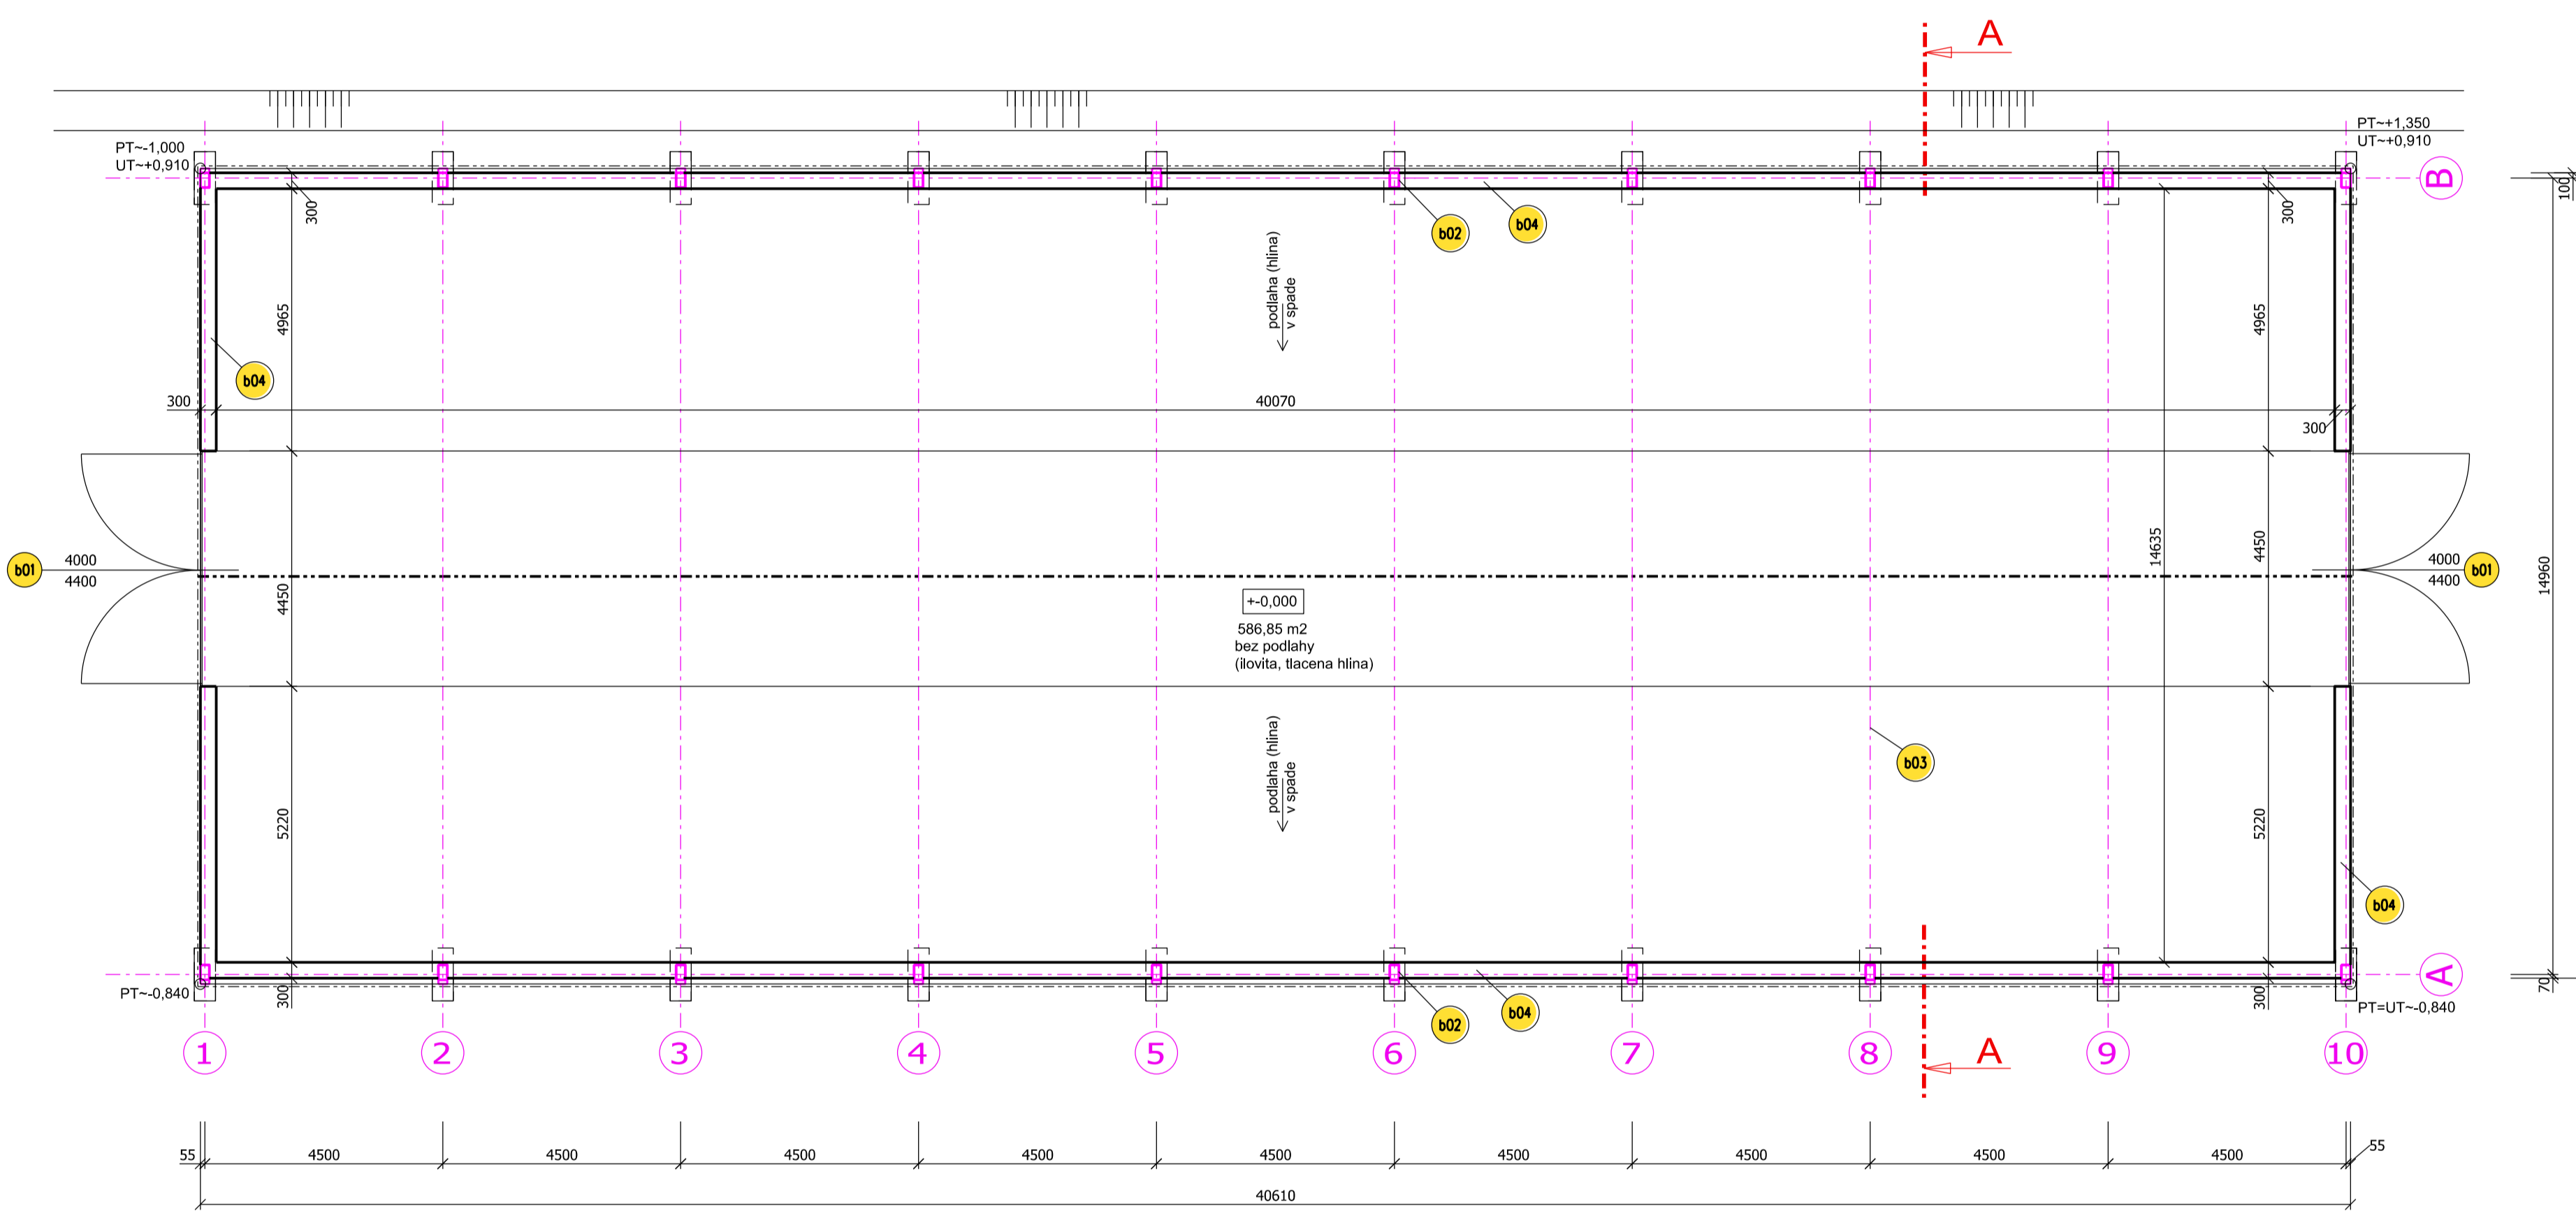 A
PT~-1,000
UT~+0,910
PT~+1,350
UT~+0,910
B
100
300
300
b02
b04
podlaha (hlina)
v spade
4965
4965
b04
300
40070
300
b01
4000
4400
4450
14635
4450
4000
4400
b01
14960
+-0,000
586,85 m2
bez podlahy
(ilovita, tlacena hlina)
podlaha (hlina)
v spade
b03
5220
5220
b04
PT~-0,840
300
b02
b04
300
A
70
PT=UT~-0,840
1
2
3
4
5
6
7
8
A
9
10
55
4500
4500
4500
4500
4500
4500
4500
4500
4500
55
40610